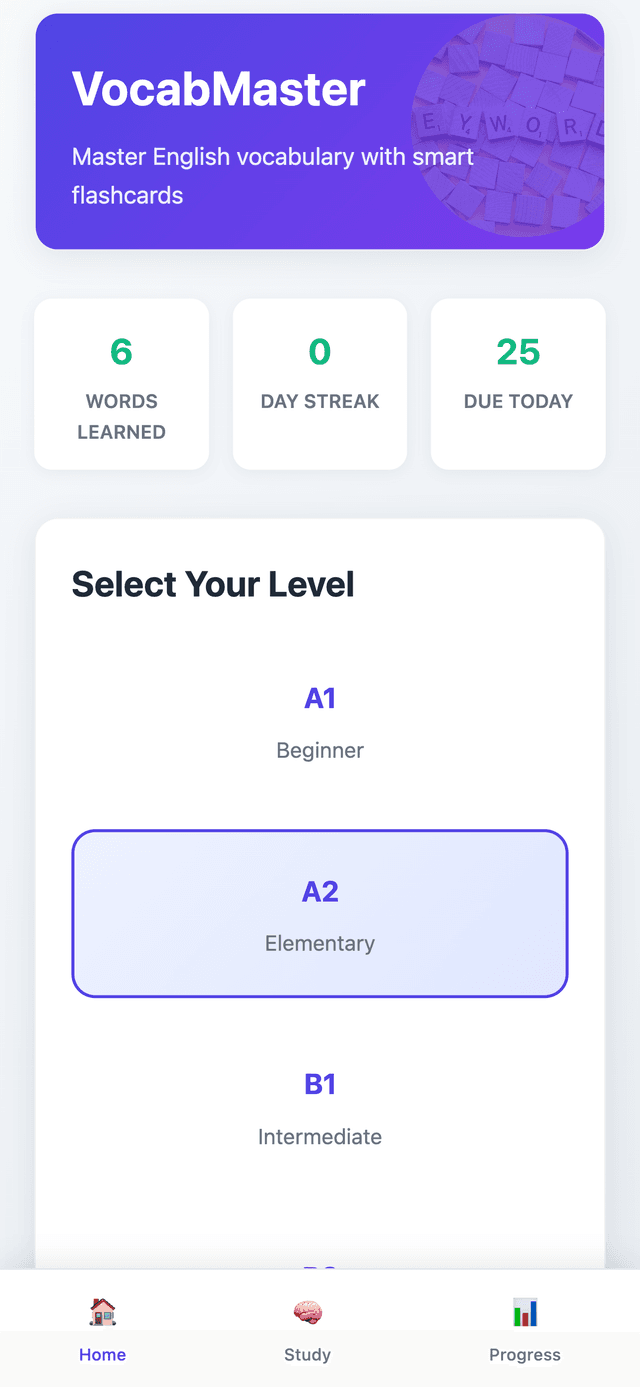 VocabMaster
Master English vocabulary with smart
flashcards
E Y W O R D
6
WORDS
LEARNED
0
DAY STREAK
25
DUE TODAY
Select Your Level
A1
Beginner
A2
Elementary
B1
Intermediate
Home
Study
Progress